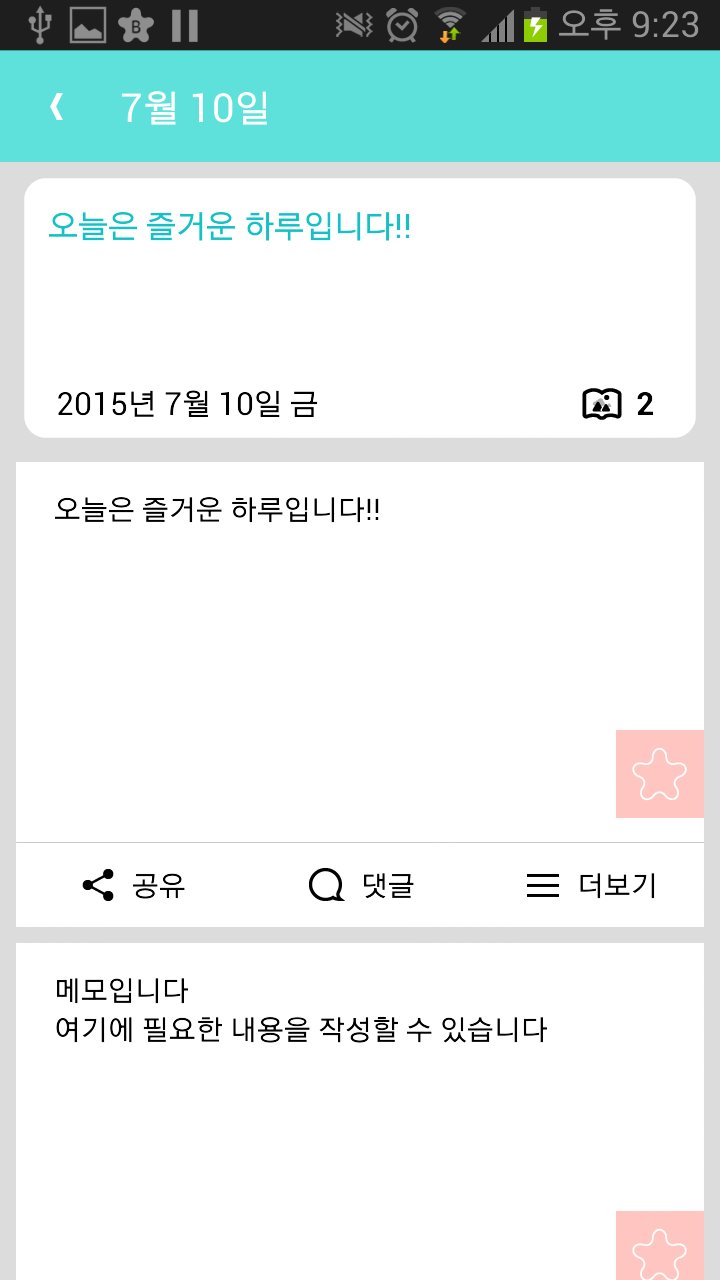 오후 9:23
7월 10일
오늘은 즐거운 하루입니다!!
2015년 7월 10일 금 2
오늘은 즐거운 하루입니다!!
공유 댓글 더보기
메모입니다
여기에 필요한 내용을 작성할 수 있습니다